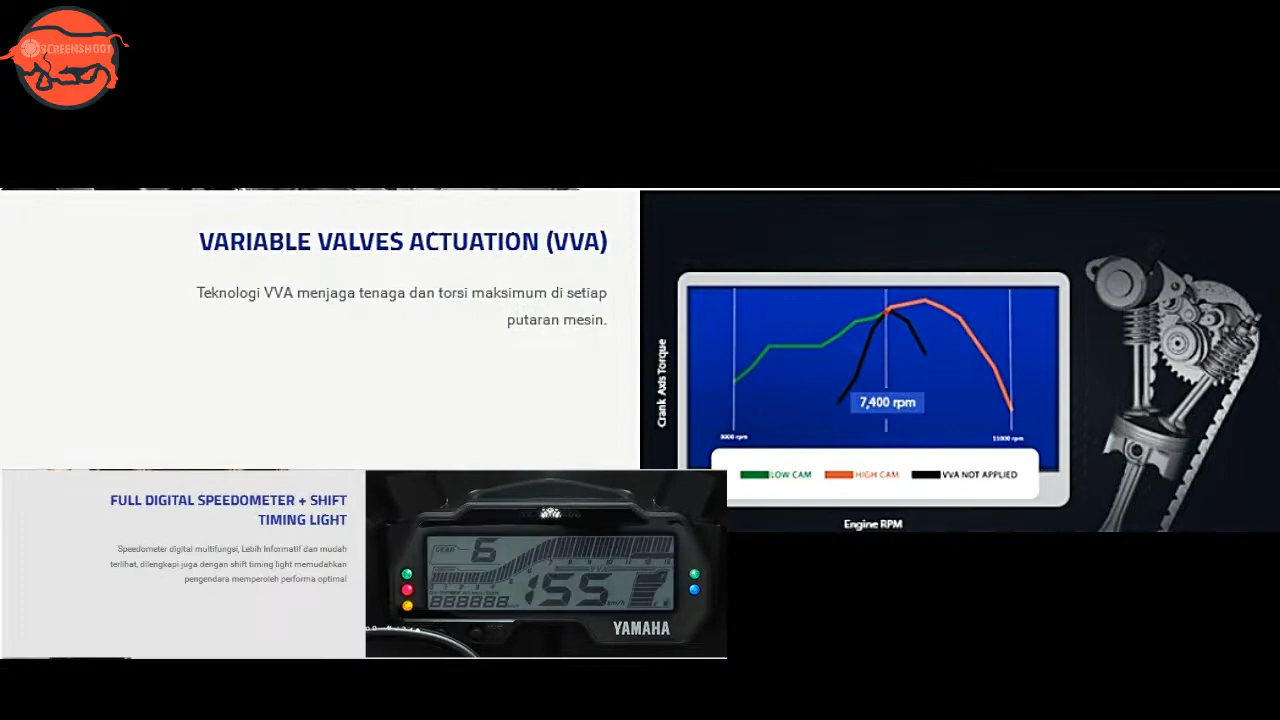 SCREENSHOOT
VARIABLE VALVES ACTUATION (VVA)
Teknologi VVA menjaga tenaga dan torsi maksimum di setiap
putaran mesin.
Crank Axis Torque
7,400 rpm
3000 rpm
11000 rpm
LOW CAM
HIGH CAM
VVA NOT APPLIED
Engine RPM
FULL DIGITAL SPEEDOMETER + SHIFT
TIMING LIGHT
Speedometer digital multifungsi, Lebih Informatif dan mudah
terlihat, dilengkapi juga dengan shift timing light memudahkan
pengendara memperoleh performa optimal
GEAR 6
155 km/h
888888
YAMAHA